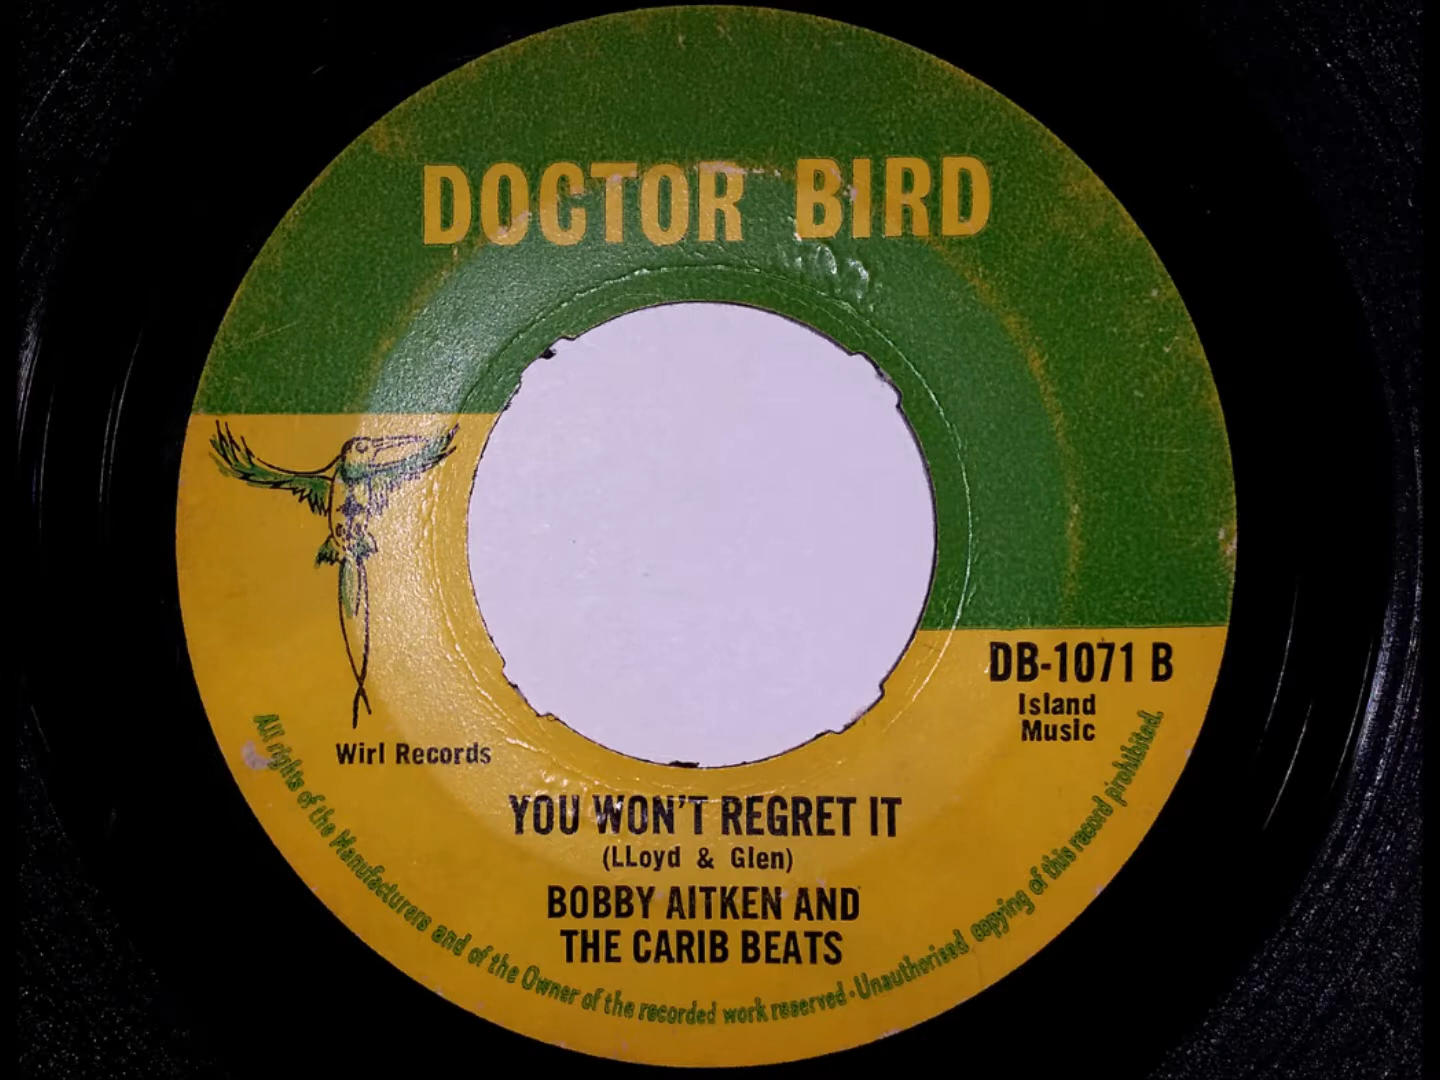 DOCTOR BIRD
DB-1071 B
Island
Music
Wirl Records
YOU WON'T REGRET IT
(LLoyd & Glen)
BOBBY AITKEN AND
THE CARIB BEATS
All rights of the Manufacturers and of the Owner of the recorded work reserved · Unauthorised copying of this record prohibited.